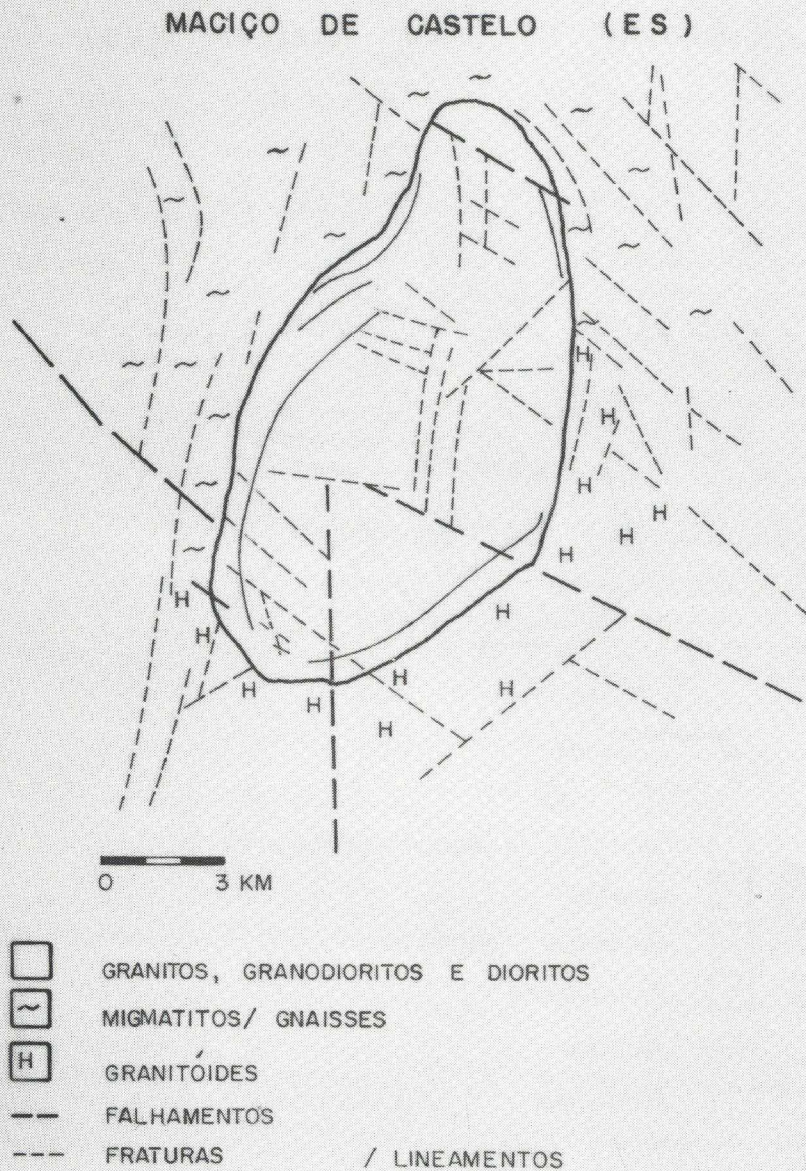 MACIÇO DE CASTELO (ES)
~ ~ ~ ~ ~ ~ ~ ~ ~ ~ ~ ~ ~ ~ ~ ~ ~ ~ ~
H
H
H
H
H
H
H
H
H
H
H
H
H
H
0 3 KM
GRANITOS, GRANODIORITOS E DIORITOS
~ MIGMATITOS/ GNAISSES
H GRANITÓIDES
FALHAMENTOS
FRATURAS / LINEAMENTOS